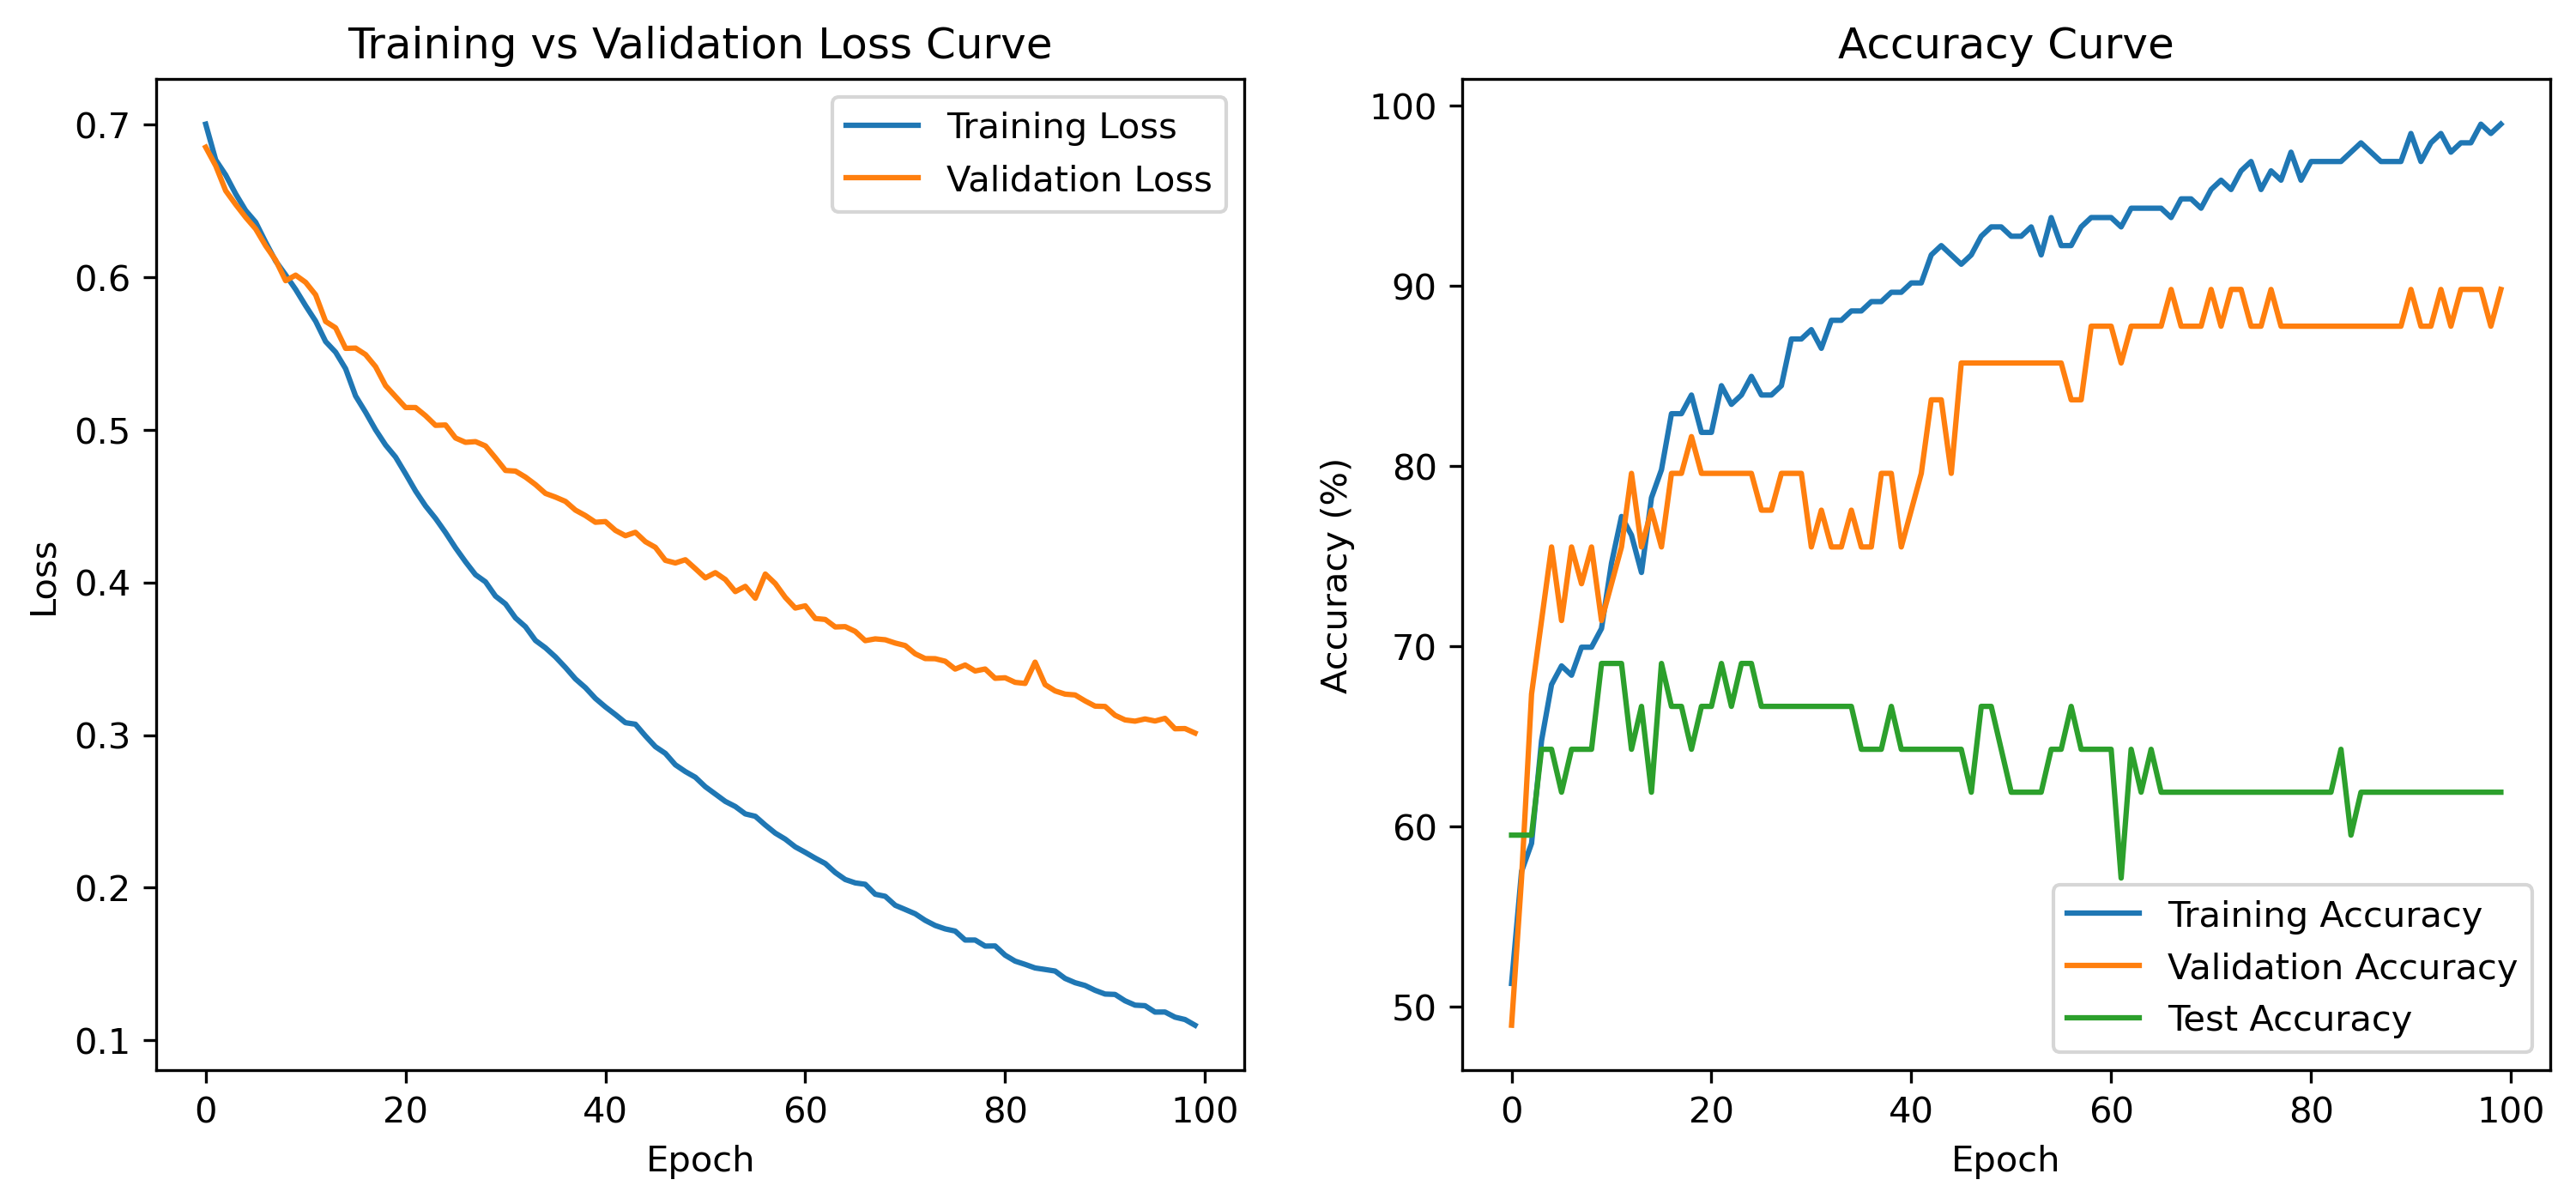 Training vs Validation Loss Curve
Training Loss
Validation Loss
0.7
0.6
0.5
0.4
0.3
0.2
0.1
Loss
0 20 40 60 80 100
Epoch
Accuracy Curve
100
90
80
70
60
50
Accuracy (%)
Training Accuracy
Validation Accuracy
Test Accuracy
0 20 40 60 80 100
Epoch